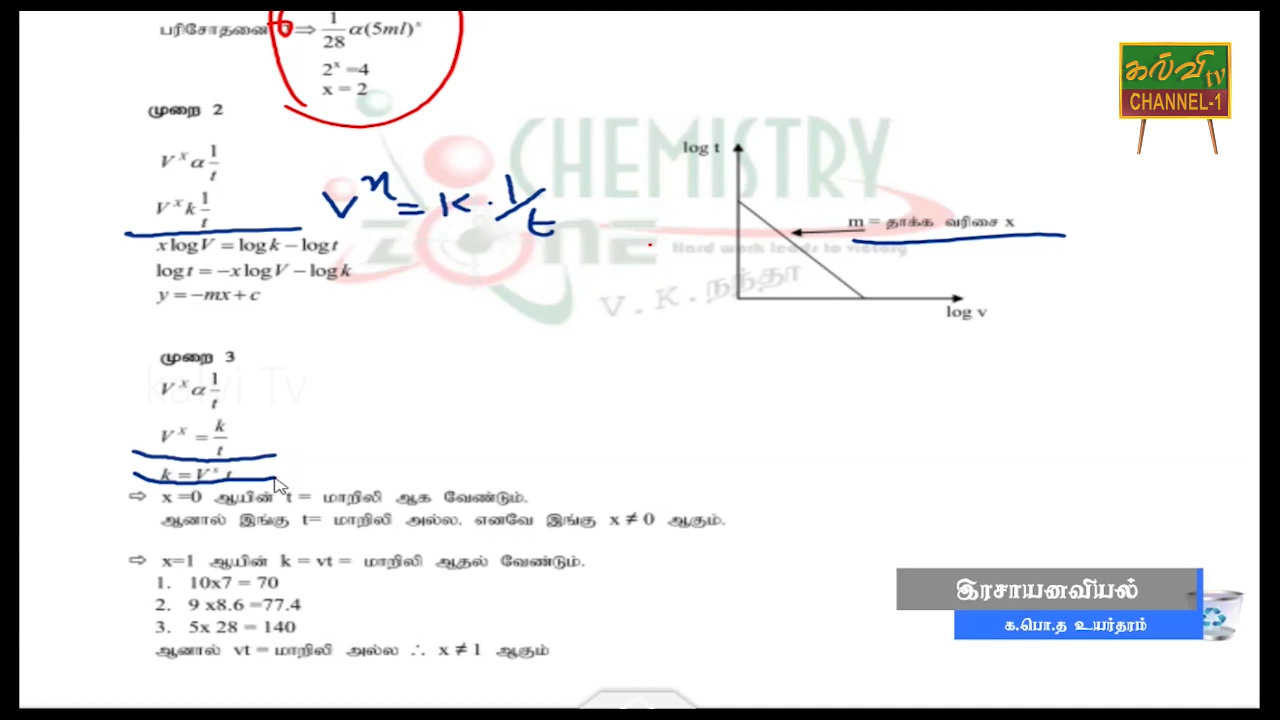 பரிசோதனை 6 ⇒ 1/28 α(5ml)^x
2^x =4
x = 2
முறை 2
V^x α 1/t
V^x k 1/t
x log V = log k – log t
log t = –x log V – log k
y = –mx + c
V^x = K . 1/t
log t
m = தாக்க வரிசை x
log v
CHEMISTRY
ZONE
Hard work leads to victory
V . K . நந்தா
முறை 3
V^x α 1/t
V^x = k/t
k = V^x t
kalvi Tv
⇨ x =0 ஆயின் t = மாறிலி ஆக வேண்டும்.
ஆனால் இங்கு t= மாறிலி அல்ல. எனவே இங்கு x ≠ 0 ஆகும்.
⇨ x=1 ஆயின் k = vt = மாறிலி ஆதல் வேண்டும்.
1. 10x7 = 70
2. 9 x8.6 =77.4
3. 5x 28 = 140
ஆனால் vt = மாறிலி அல்ல ∴ x ≠ 1 ஆகும்
கல்வி tv
CHANNEL-1
இரசாயனவியல்
க.பொ.த உயர்தரம்